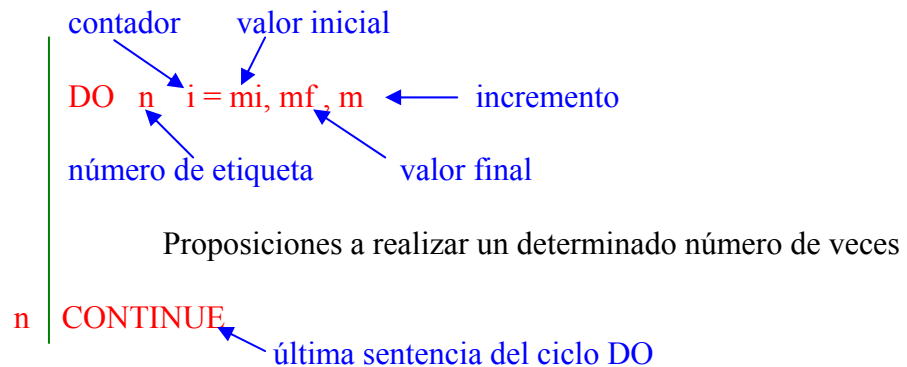 contador valor inicial
DO n i = mi, mf , m incremento
número de etiqueta valor final
Proposiciones a realizar un determinado número de veces
n CONTINUE
última sentencia del ciclo DO